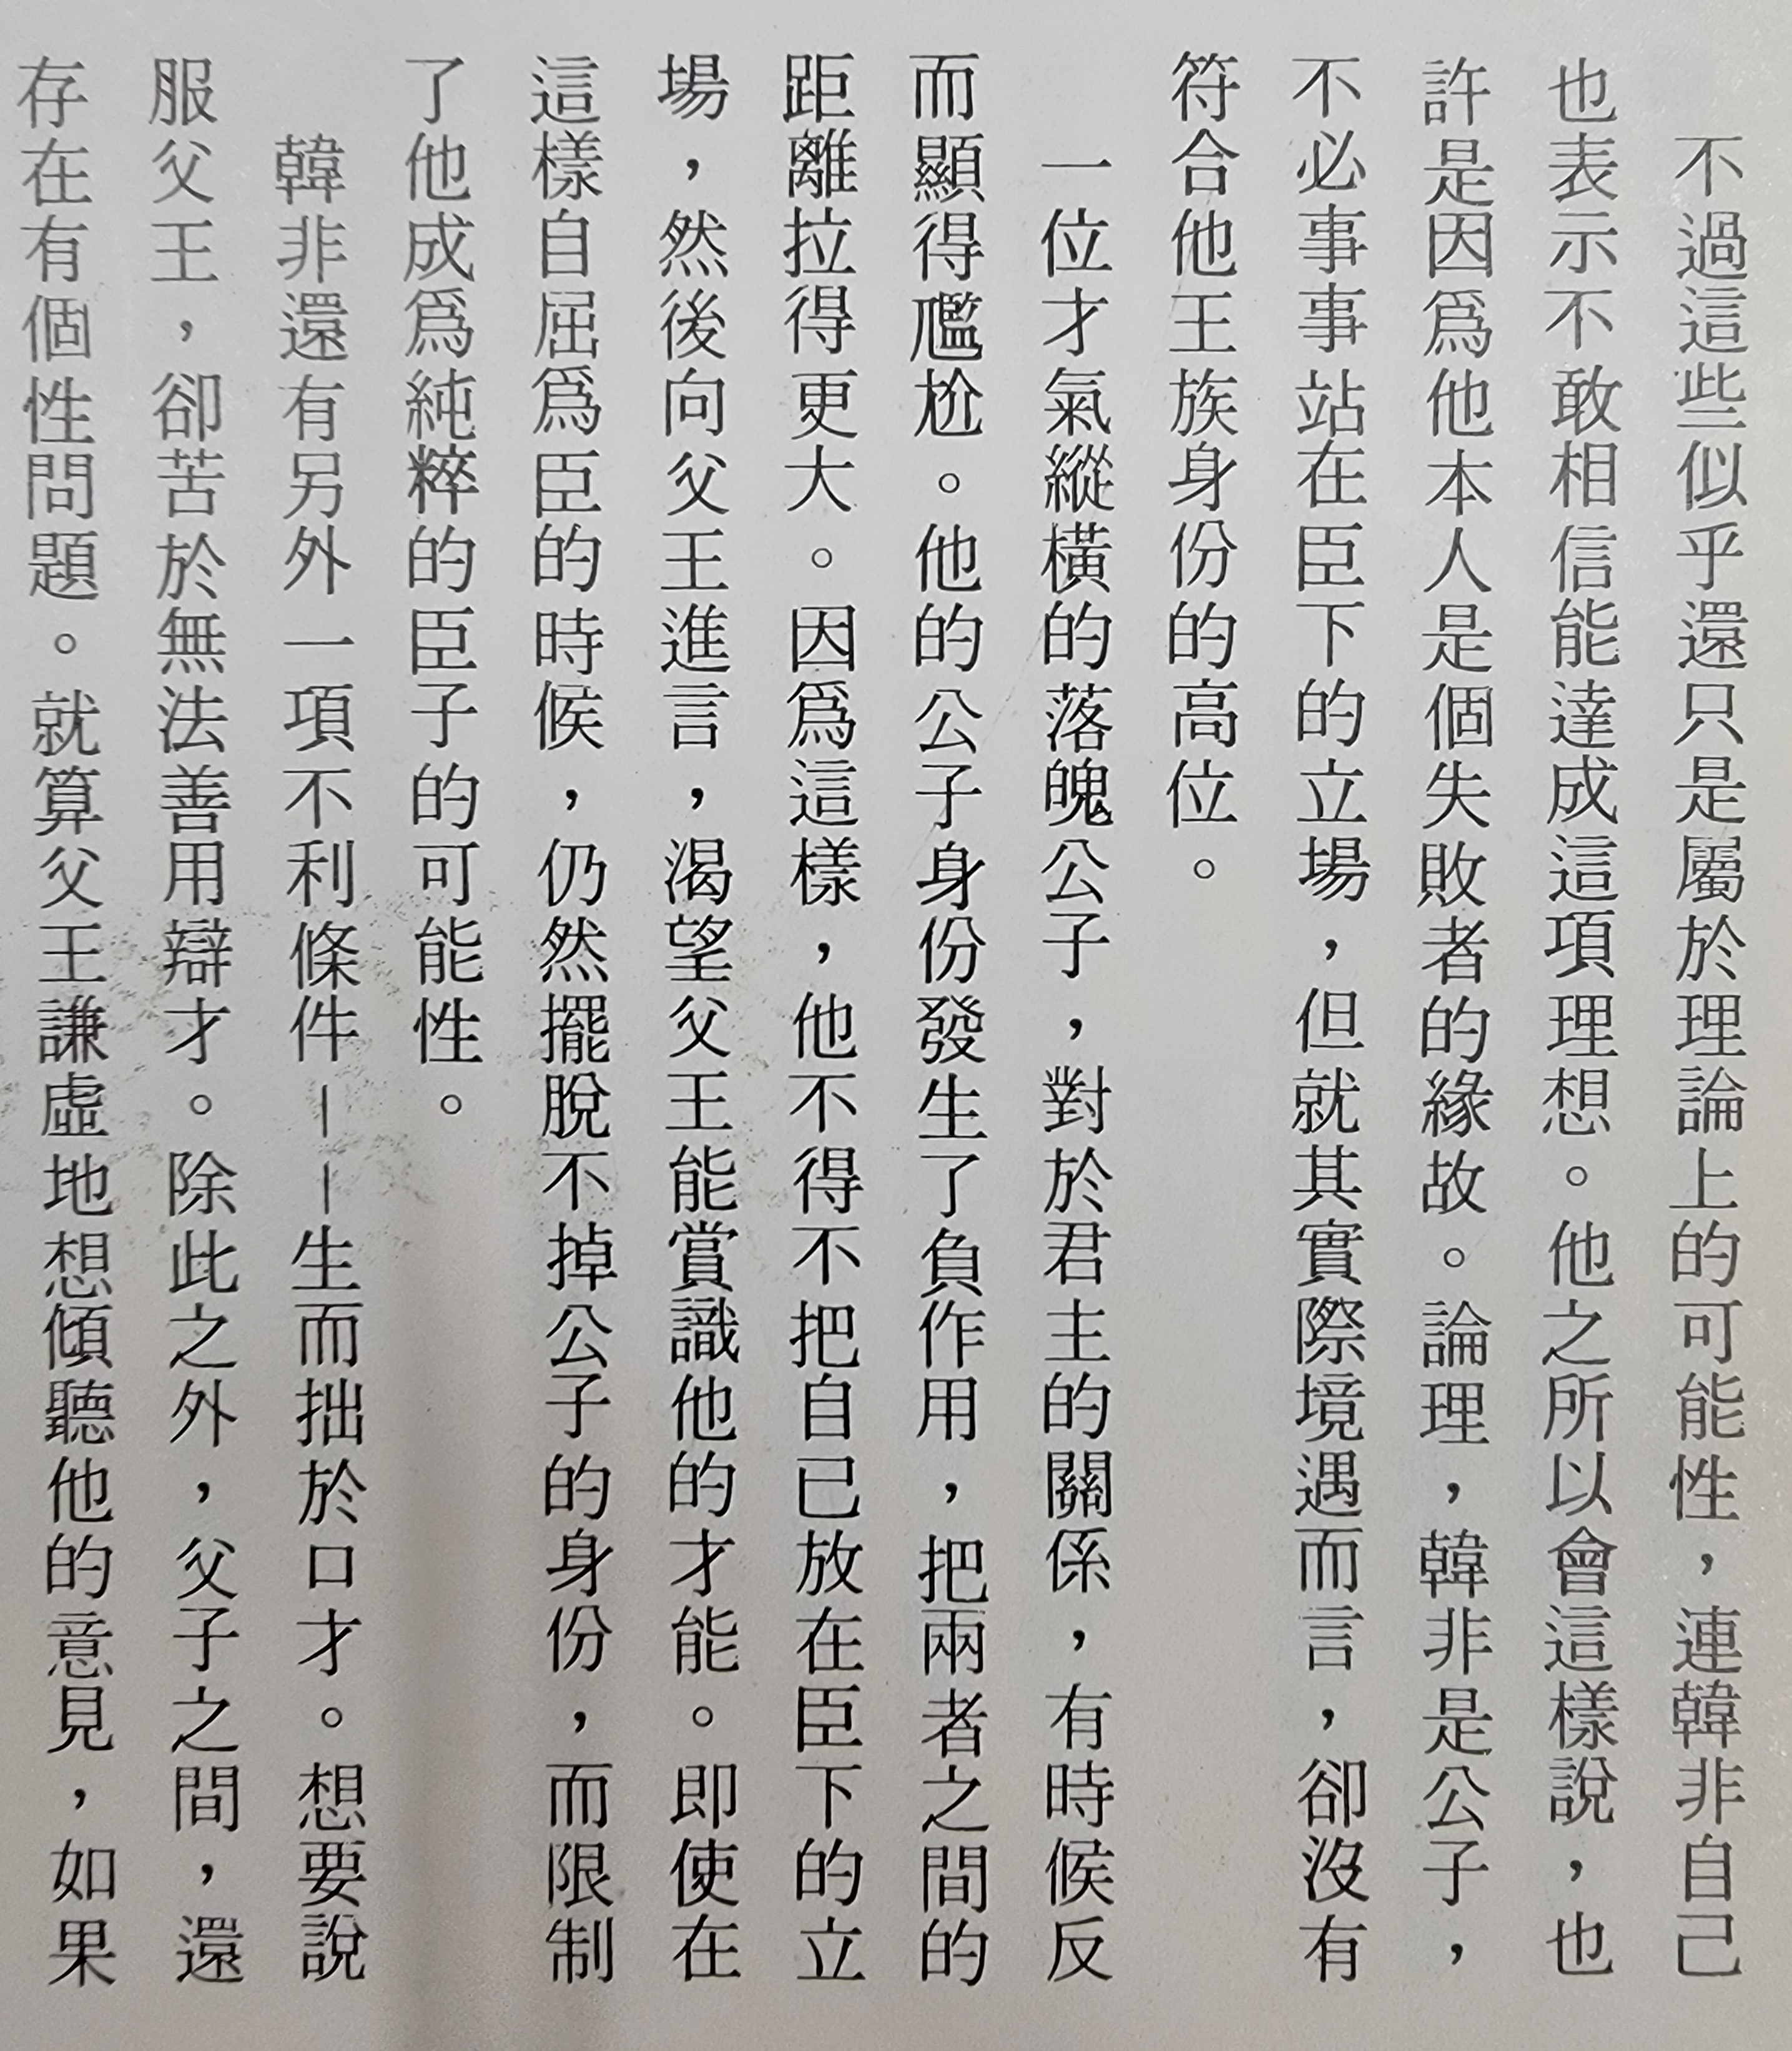 不過這些似乎還只是屬於理論上的可能性，連韓非自己
也表示不敢相信能達成這項理想。他之所以會這樣說，也
許是因爲他本人是個失敗者的緣故。論理，韓非是公子，
不必事事站在臣下的立場，但就其實際境遇而言，卻沒有
符合他王族身份的高位。
一位才氣縱橫的落魄公子，對於君主的關係，有時候反
而顯得尷尬。他的公子身份發生了負作用，把兩者之間的
距離拉得更大。因爲這樣，他不得不把自已放在臣下的立
場，然後向父王進言，渴望父王能賞識他的才能。即使在
這樣自屈爲臣的時候，仍然擺脫不掉公子的身份，而限制
了他成爲純粹的臣子的可能性。
韓非還有另外一項不利條件－－生而拙於口才。想要說
服父王，卻苦於無法善用辯才。除此之外，父子之間，還
存在有個性問題。就算父王謙虛地想傾聽他的意見，如果